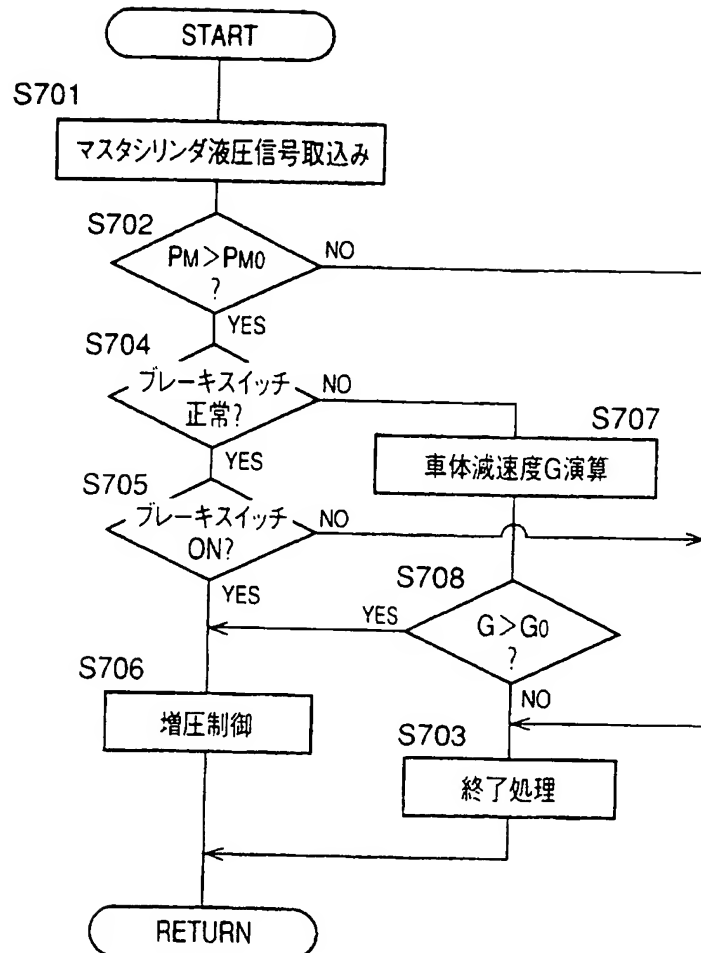 START
S701
マスタシリンダ液圧信号取込み
S702
PM>PM0
?
NO
YES
S704
ブレーキスイッチ
正常?
NO
YES
S707
車体減速度G演算
S705
ブレーキスイッチ
ON?
NO
YES
S708
G>G0
?
YES
NO
S706
増圧制御
S703
終了処理
RETURN